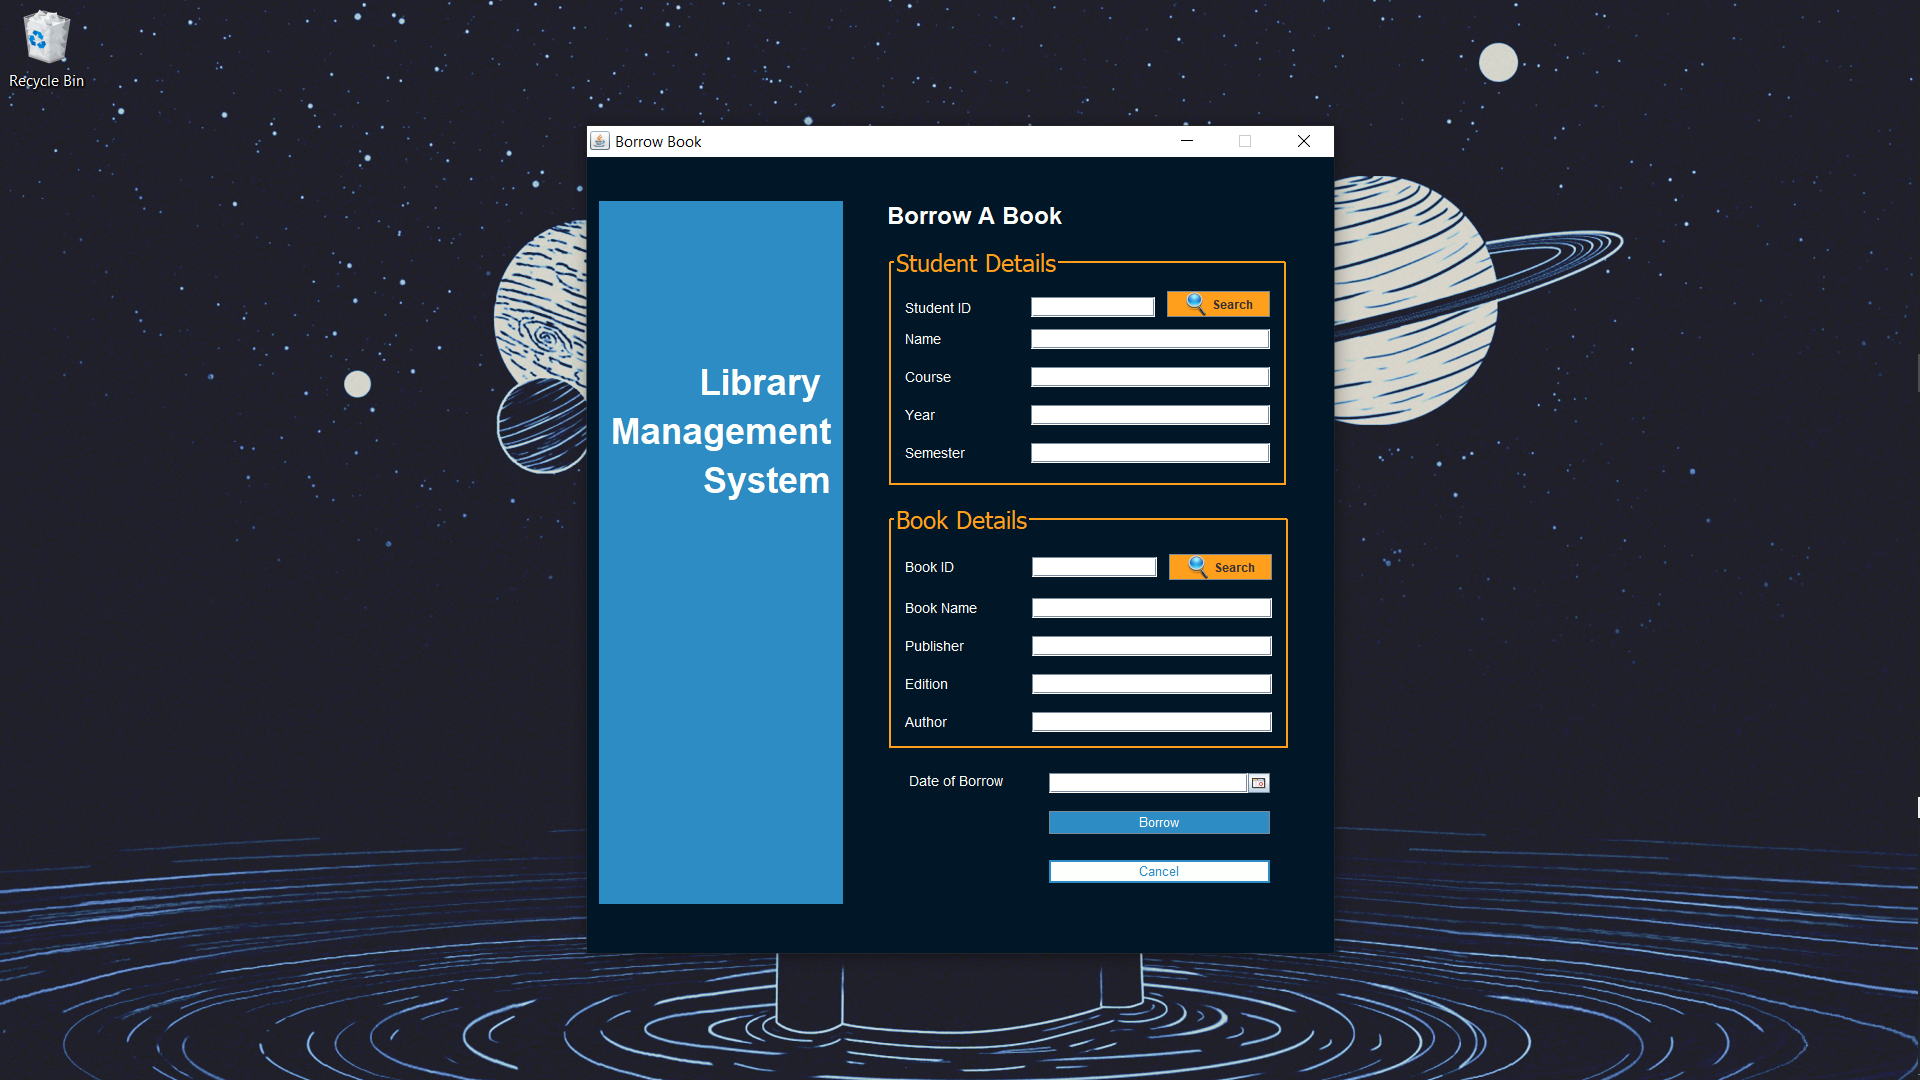 Recycle Bin
Borrow Book
Library
Management
System
Borrow A Book
Student Details
Student ID
Search
Name
Course
Year
Semester
Book Details
Book ID
Search
Book Name
Publisher
Edition
Author
Date of Borrow
Borrow
Cancel